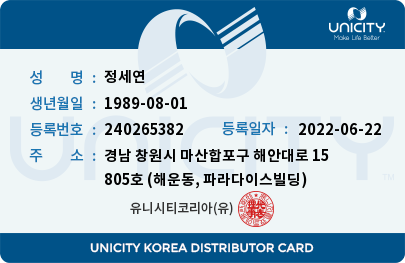 UNICITY
Make Life Better
성 명 : 정세연
생년월일 : 1989-08-01
등록번호 : 240265382 등록일자 : 2022-06-22
주 소 : 경남 창원시 마산합포구 해안대로 15
805호 (해운동, 파라다이스빌딩)
유니시티코리아(유)
UNICITY
UNICITY KOREA DISTRIBUTOR CARD